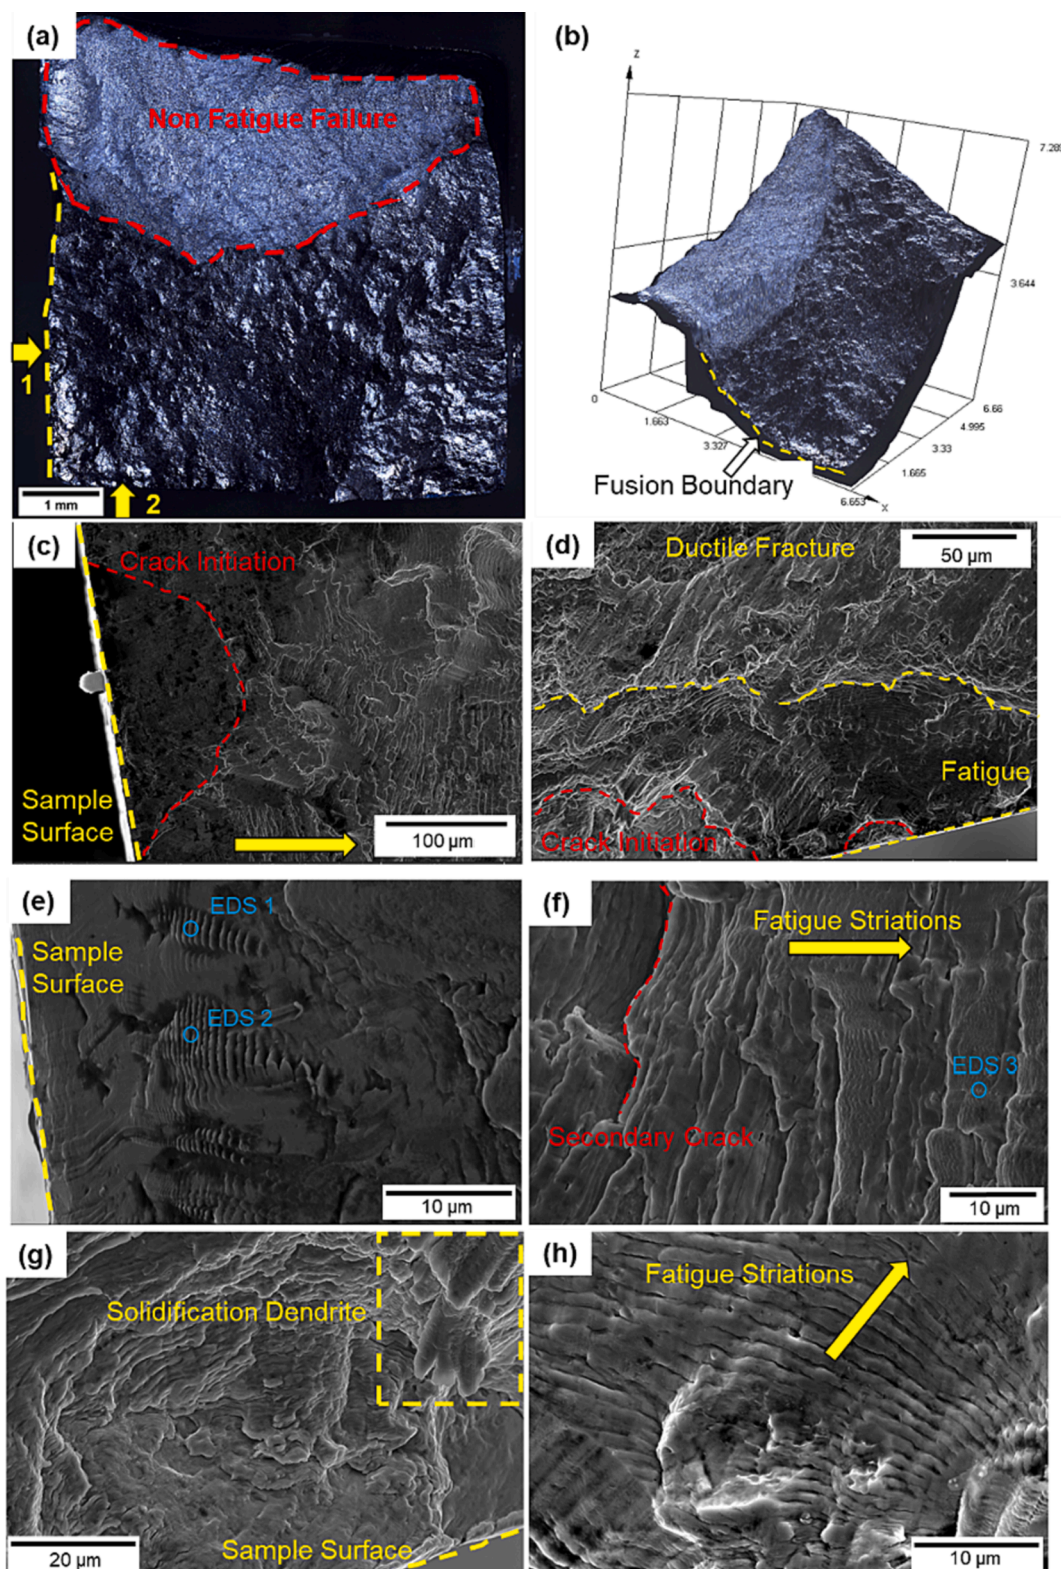 (a)
Non Fatigue Failure
1
1 mm
2
(b)
z
7.289
3.644
0
1.663
3.327
6.653
x
1.665
3.33
4.995
6.66
Fusion Boundary
(c)
Crack Initiation
Sample
Surface
100 µm
(d)
Ductile Fracture
50 µm
Fatigue
Crack Initiation
(e)
EDS 1
Sample
Surface
EDS 2
10 µm
(f)
Fatigue Striations
EDS 3
Secondary Crack
10 µm
(g)
Solidification Dendrite
20 µm
Sample Surface
(h)
Fatigue Striations
10 µm